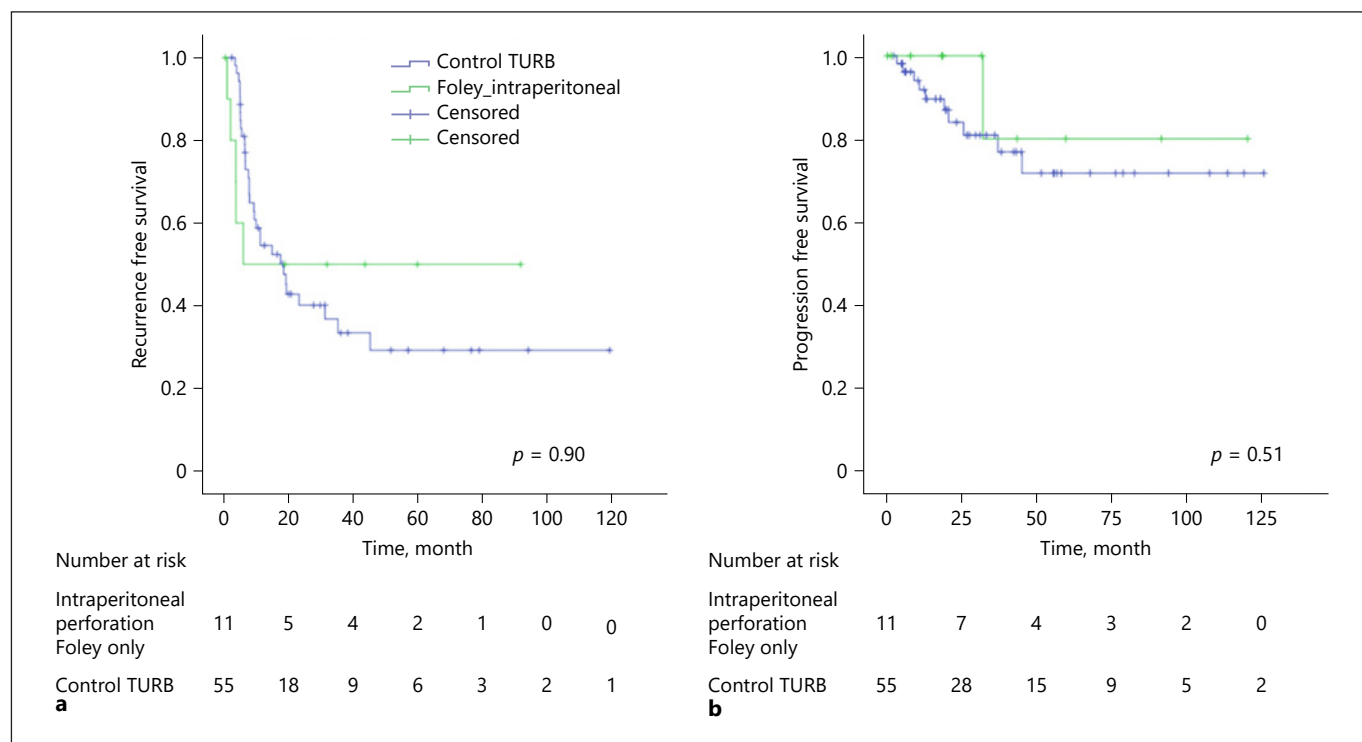 Recurrence free survival
1.0
0.8
0.6
0.4
0.2
0
Control TURB
Foley_intraperitoneal
Censored
Censored
p = 0.90
0 20 40 60 80 100 120
Time, month
Number at risk
Intraperitoneal
perforation 11 5 4 2 1 0 0
Foley only
Control TURB 55 18 9 6 3 2 1
a
Progression free survival
1.0
0.8
0.6
0.4
0.2
0
p = 0.51
0 25 50 75 100 125
Time, month
Number at risk
Intraperitoneal
perforation 11 7 4 3 2 0
Foley only
Control TURB 55 28 15 9 5 2
b